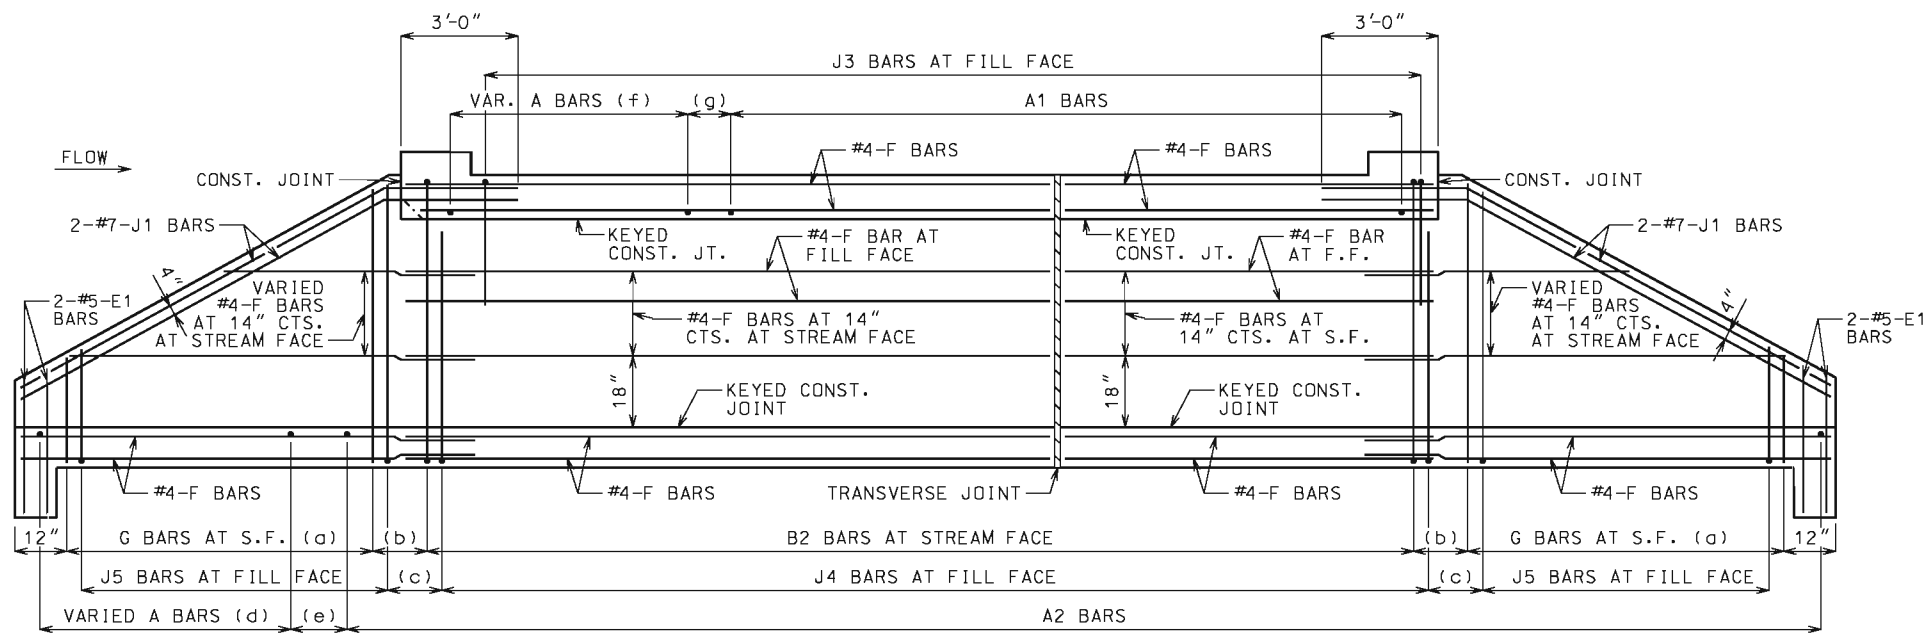 3'-0"
3'-0"
J3 BARS AT FILL FACE
VAR. A BARS (f)
(g)
A1 BARS
FLOW
#4-F BARS
#4-F BARS
CONST. JOINT
CONST. JOINT
2-#7-J1 BARS
KEYED
CONST. JT.
#4-F BAR AT
FILL FACE
KEYED
CONST. JT.
#4-F BAR
AT F.F.
2-#7-J1 BARS
4"
VARIED
#4-F BARS
AT 14" CTS.
AT STREAM FACE
2-#5-E1
BARS
#4-F BARS AT 14"
CTS. AT STREAM FACE
#4-F BARS AT
14" CTS. AT S.F.
VARIED
#4-F BARS
AT 14" CTS.
AT STREAM FACE
4"
2-#5-E1
BARS
18"
KEYED CONST.
JOINT
18"
KEYED CONST.
JOINT
#4-F BARS
#4-F BARS
TRANSVERSE JOINT
#4-F BARS
#4-F BARS
12"
G BARS AT S.F. (a)
(b)
B2 BARS AT STREAM FACE
(b)
G BARS AT S.F. (a)
12"
J5 BARS AT FILL FACE
(c)
J4 BARS AT FILL FACE
(c)
J5 BARS AT FILL FACE
VARIED A BARS (d)
(e)
A2 BARS